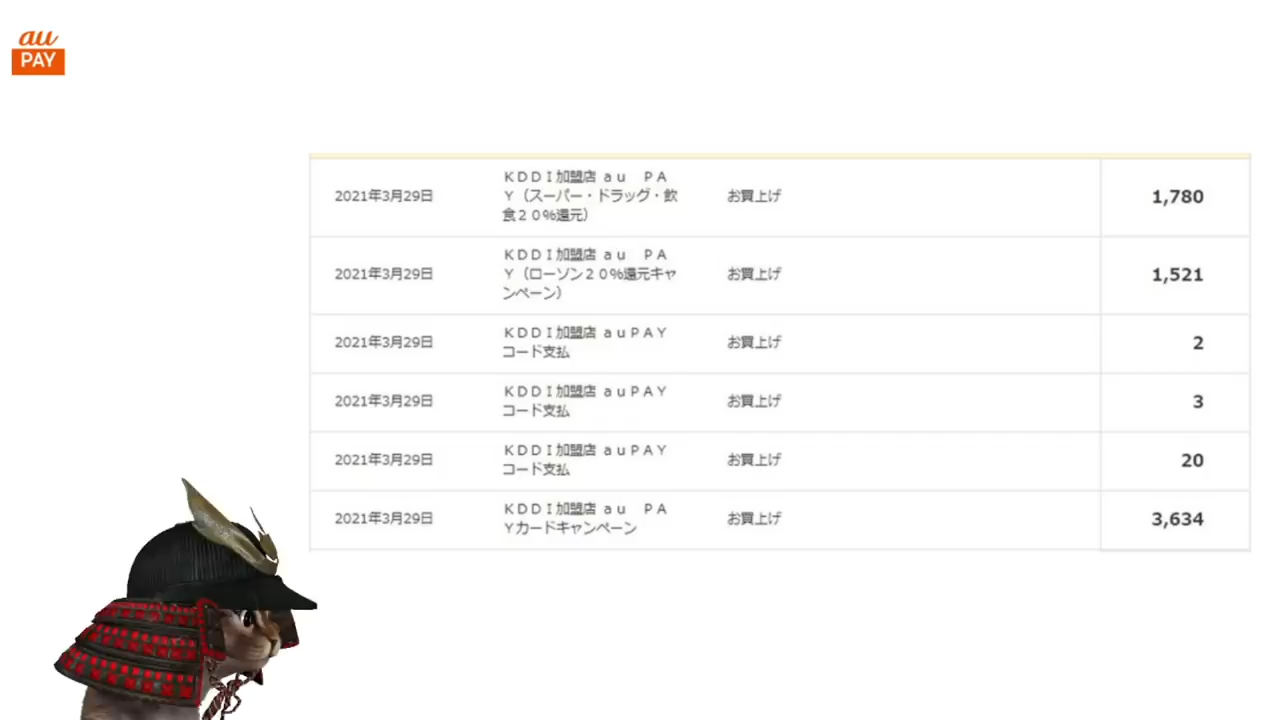 au
PAY
2021年3月29日
ＫＤＤＩ加盟店 ａｕ　ＰＡ
Ｙ（スーパー・ドラッグ・飲
食２０％還元）
お買上げ
1,780
2021年3月29日
ＫＤＤＩ加盟店 ａｕ　ＰＡ
Ｙ（ローソン２０％還元キャ
ンペーン）
お買上げ
1,521
2021年3月29日
ＫＤＤＩ加盟店 ａｕＰＡＹ
コード支払
お買上げ
2
2021年3月29日
ＫＤＤＩ加盟店 ａｕＰＡＹ
コード支払
お買上げ
3
2021年3月29日
ＫＤＤＩ加盟店 ａｕＰＡＹ
コード支払
お買上げ
20
2021年3月29日
ＫＤＤＩ加盟店 ａｕ　ＰＡ
Ｙカードキャンペーン
お買上げ
3,634